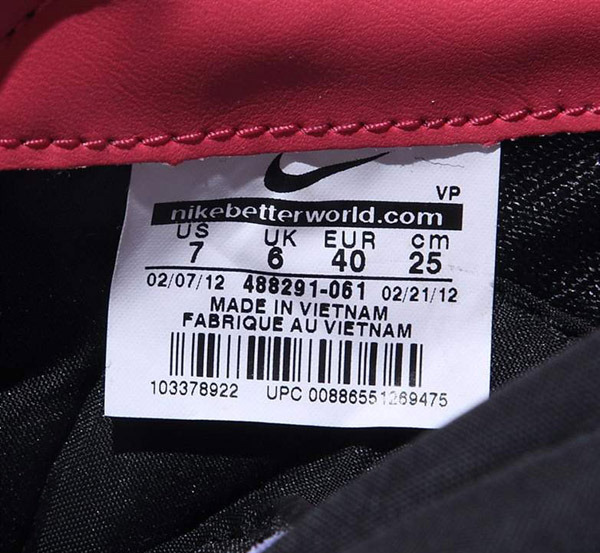 VP
nikebetterworld.com
US UK EUR cm
7 6 40 25
02/07/12 488291-061 02/21/12
MADE IN VIETNAM
FABRIQUE AU VIETNAM
103378922 UPC 00886551269475